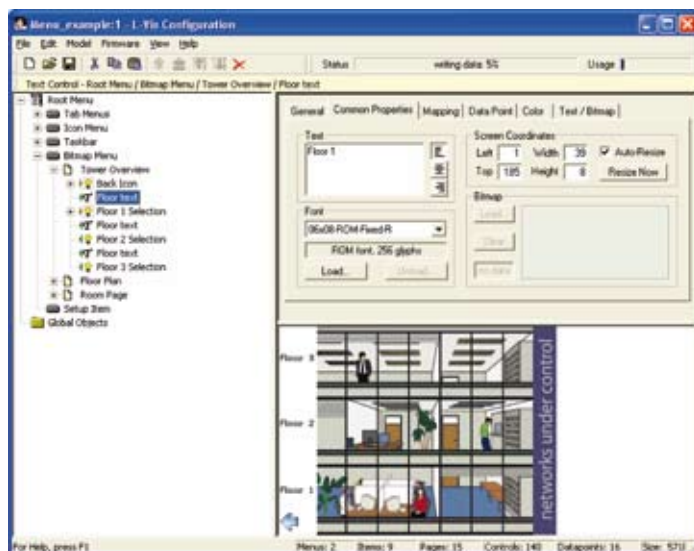 Menu_example:1 - L-Vis Configuration
File Edit Model Firmware View Help
Status writing data: 5% Usage
Text Control - Root Menu / Bitmap Menu / Tower Overview / Floor text
Root Menu
Tab Menus
Icon Menu
Taskbar
Bitmap Menu
Tower Overview
Back Icon
Floor text
Floor 1 Selection
Floor text
Floor 2 Selection
Floor text
Floor 3 Selection
Floor Plan
Room Page
Setup Item
Global Objects
General Common Properties Mapping Data Point Color Text / Bitmap
Text
Floor 1
Font
06x08-ROM-Fixed-R
ROM font, 256 glyphs
Load... Unload...
Screen Coordinates
Left 1 Width 39 Auto-Resize
Top 185 Height 8 Resize Now
Bitmap
Load...
Clear
no data
Floor 3
Floor 2
Floor 1
networks under control
For Help, press F1 Menus: 2 Items: 9 Pages: 15 Controls: 140 Datapoints: 16 Size: